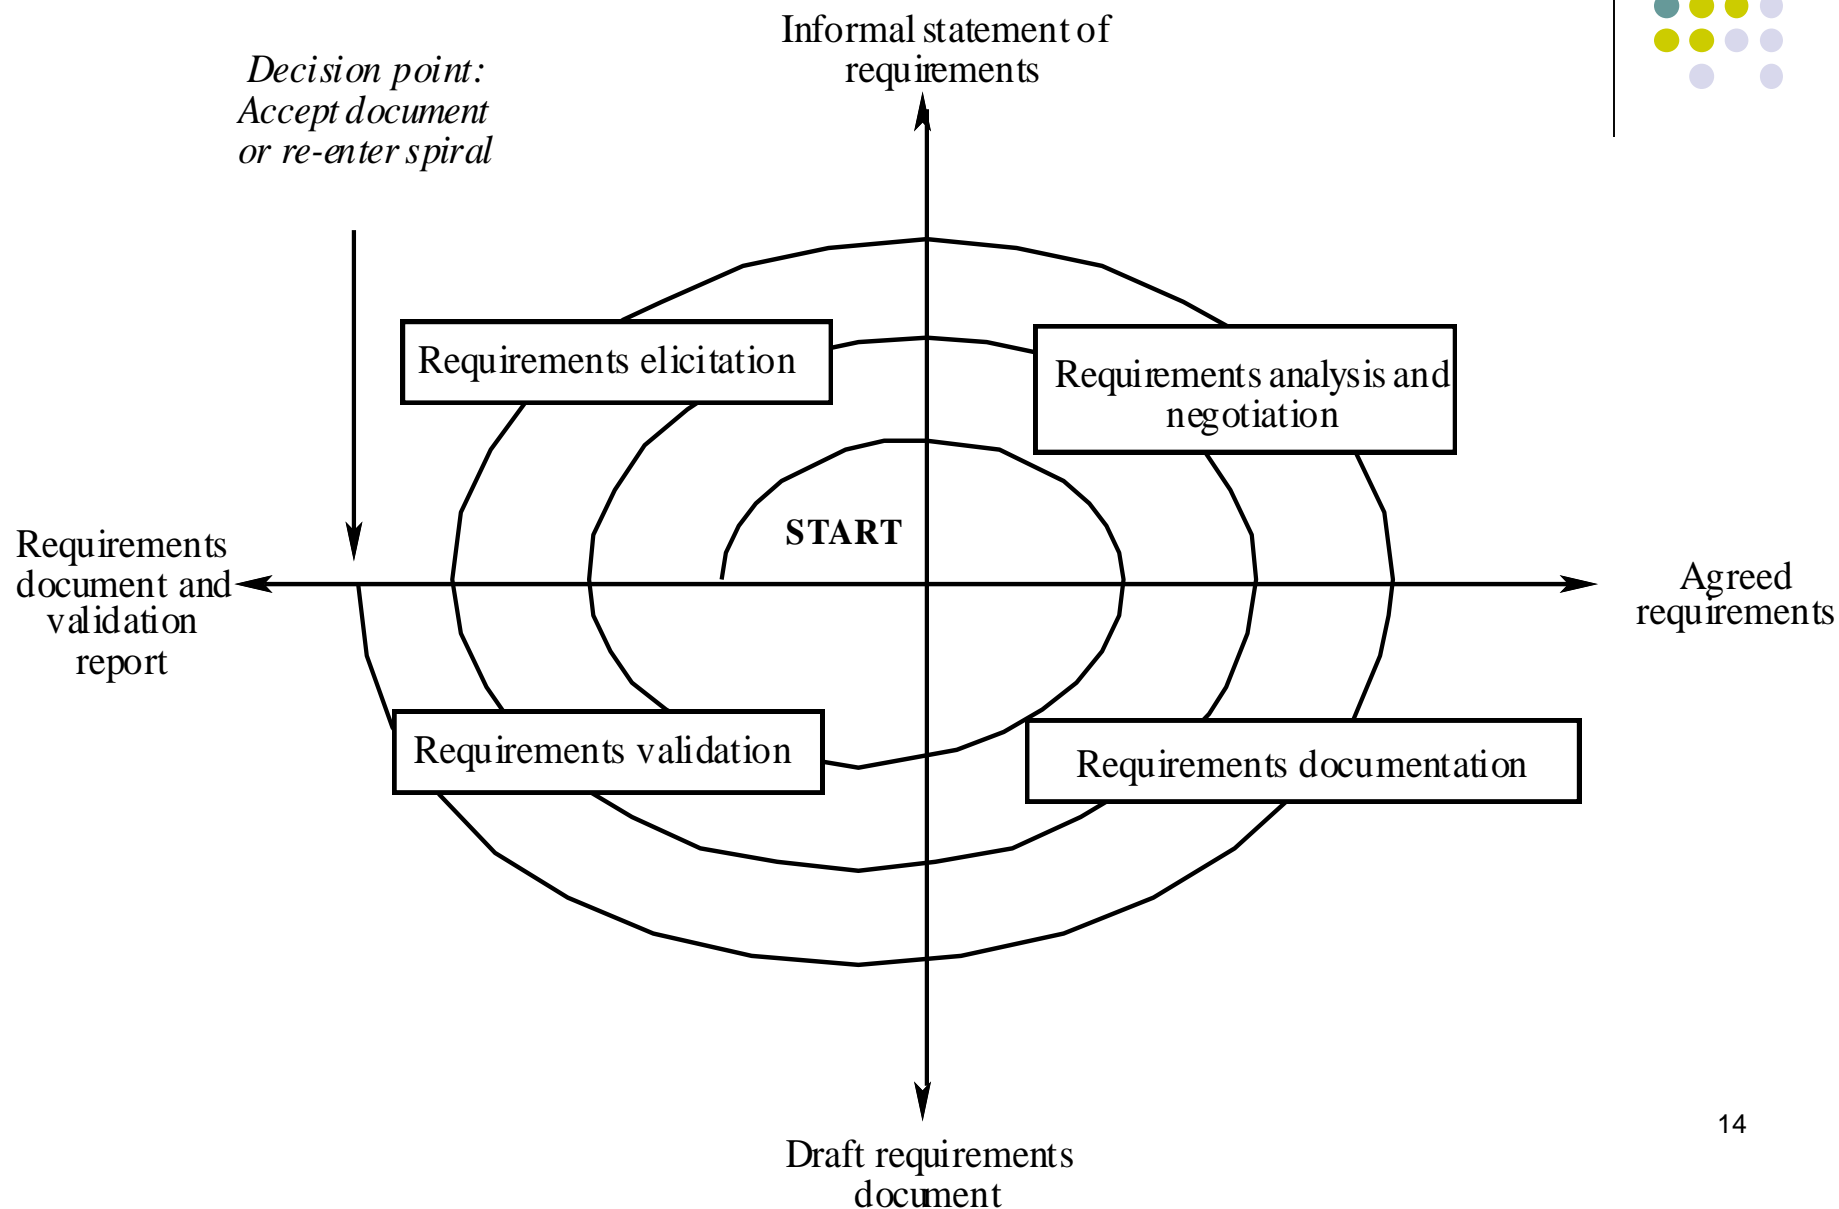 Informal statement of
requirements
Decision point:
Accept document
or re-enter spiral
Requirements elicitation
Requirements analysis and
negotiation
START
Requirements
document and
validation
report
Agreed
requirements
Requirements validation
Requirements documentation
Draft requirements
document
14